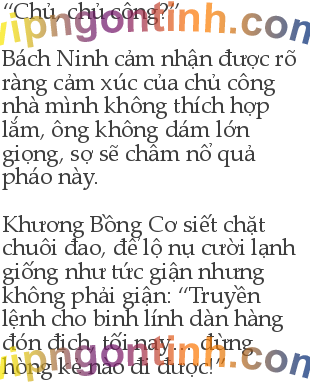 “Chủ, chủ công?”
vipngontinh.com
Bách Ninh cảm nhận được rõ
ràng cảm xúc của chủ công
nhà mình không thích hợp
lắm, ông không dám lớn
giọng, sợ sẽ châm nổ quả
pháo này.
Khương Bồng Cơ siết chặt
chuôi đao, để lộ nụ cười lạnh
giống như tức giận nhưng
không phải giận: “Truyền
lệnh cho binh lính dàn hàng
đón địch, tối nay... đừng
hòng kẻ nào đi được!”
vipngontinh.com